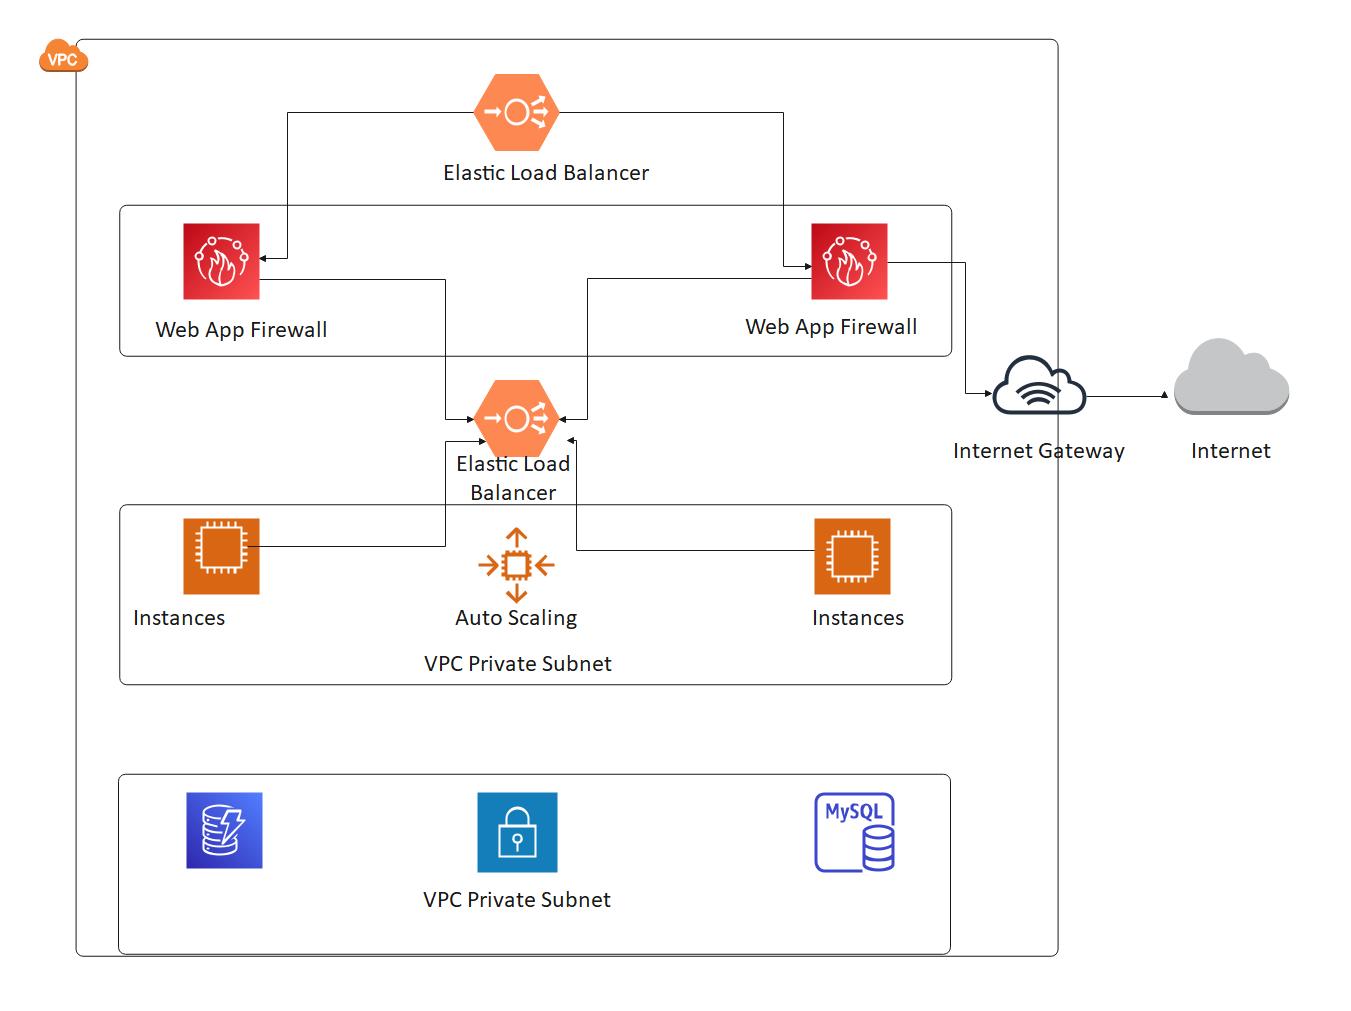 VPC
Elastic Load Balancer
Web App Firewall
Web App Firewall
Elastic Load
Balancer
Internet Gateway
Internet
Instances
Auto Scaling
Instances
VPC Private Subnet
MySQL
VPC Private Subnet